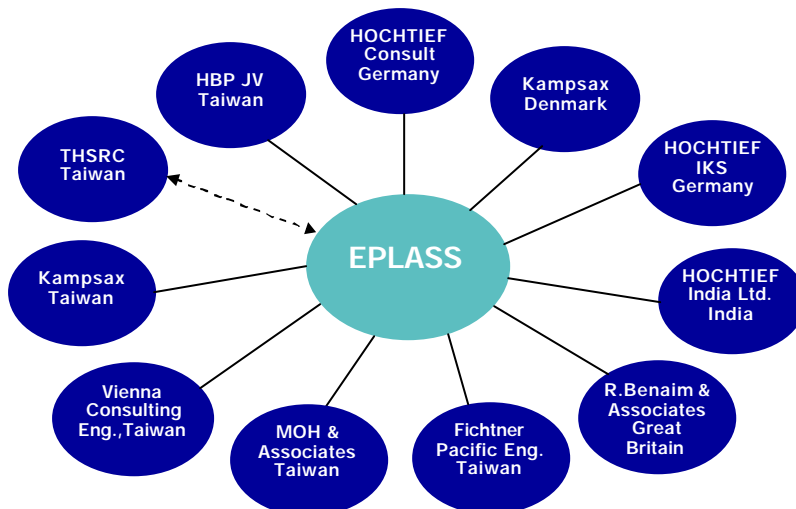 HOCHTIEF
Consult
Germany
HBP JV
Taiwan
Kampsax
Denmark
THSRC
Taiwan
HOCHTIEF
IKS
Germany
EPLASS
Kampsax
Taiwan
HOCHTIEF
India Ltd.
India
Vienna
Consulting
Eng.,Taiwan
R.Benaim &
Associates
Great
Britain
MOH &
Associates
Taiwan
Fichtner
Pacific Eng.
Taiwan